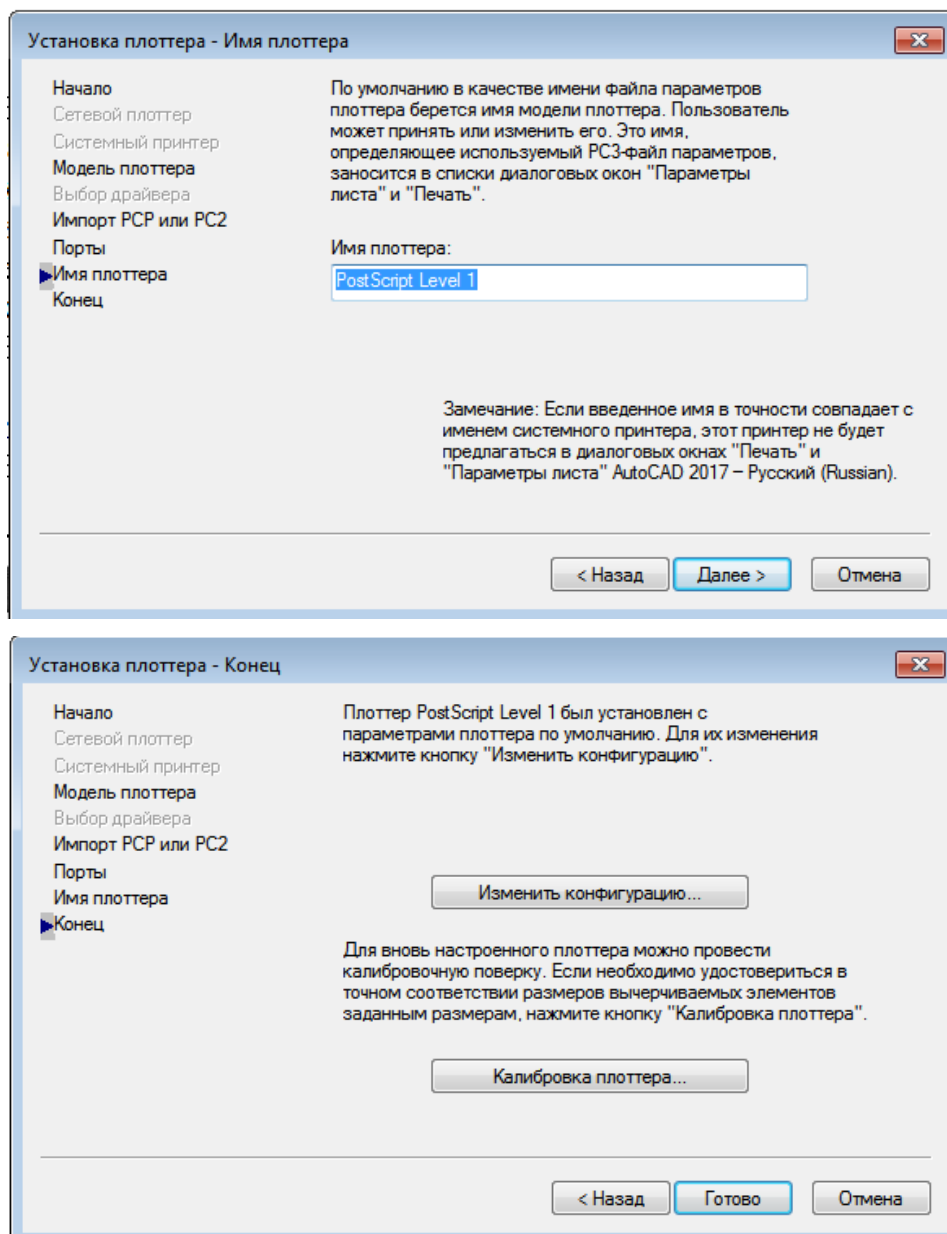 Установка плоттера - Имя плоттера
Начало
Сетевой плоттер
Системный принтер
Модель плоттера
Выбор драйвера
Импорт PCP или PC2
Порты
Имя плоттера
Конец
По умолчанию в качестве имени файла параметров
плоттера берется имя модели плоттера. Пользователь
может принять или изменить его. Это имя,
определяющее используемый PC3-файл параметров,
заносится в списки диалоговых окон "Параметры
листа" и "Печать".
Имя плоттера:
PostScript Level 1
Замечание: Если введенное имя в точности совпадает с
именем системного принтера, этот принтер не будет
предлагаться в диалоговых окнах "Печать" и
"Параметры листа" AutoCAD 2017 – Русский (Russian).
< Назад
Далее >
Отмена
Установка плоттера - Конец
Начало
Сетевой плоттер
Системный принтер
Модель плоттера
Выбор драйвера
Импорт PCP или PC2
Порты
Имя плоттера
Конец
Плоттер PostScript Level 1 был установлен с
параметрами плоттера по умолчанию. Для их изменения
нажмите кнопку "Изменить конфигурацию".
Изменить конфигурацию...
Для вновь настроенного плоттера можно провести
калибровочную поверку. Если необходимо удостовериться в
точном соответствии размеров вычерчиваемых элементов
заданным размерам, нажмите кнопку "Калибровка плоттера".
Калибровка плоттера...
< Назад
Готово
Отмена